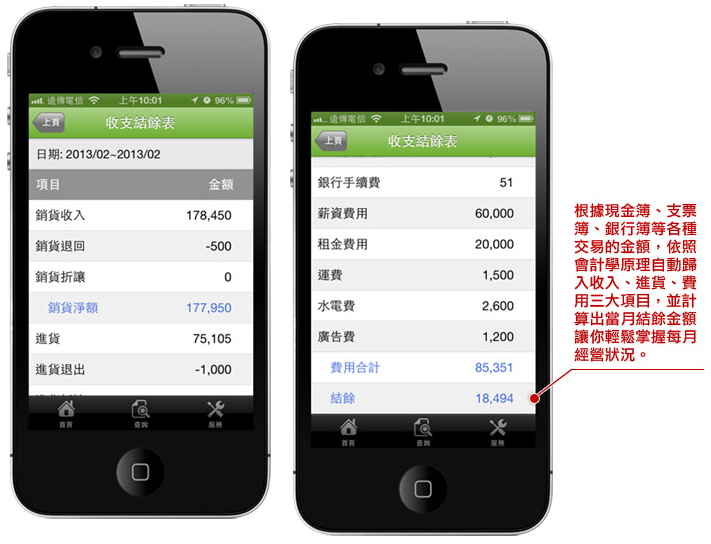 遠傳電信 上午10:01 96%
上頁 收支結餘表
日期: 2013/02~2013/02
項目 金額
銷貨收入 178,450
銷貨退回 -500
銷貨折讓 0
銷貨淨額 177,950
進貨 75,105
進貨退出 -1,000
首頁 查詢 服務
遠傳電信 上午10:01 96%
上頁 收支結餘表
銀行手續費 51
薪資費用 60,000
租金費用 20,000
運費 1,500
水電費 2,600
廣告費 1,200
費用合計 85,351
結餘 18,494
首頁 查詢 服務
根據現金簿、支票
簿、銀行簿等各種
交易的金額，依照
會計學原理自動歸
入收入、進貨、費
用三大項目，並計
算出當月結餘金額
讓你輕鬆掌握每月
經營狀況。